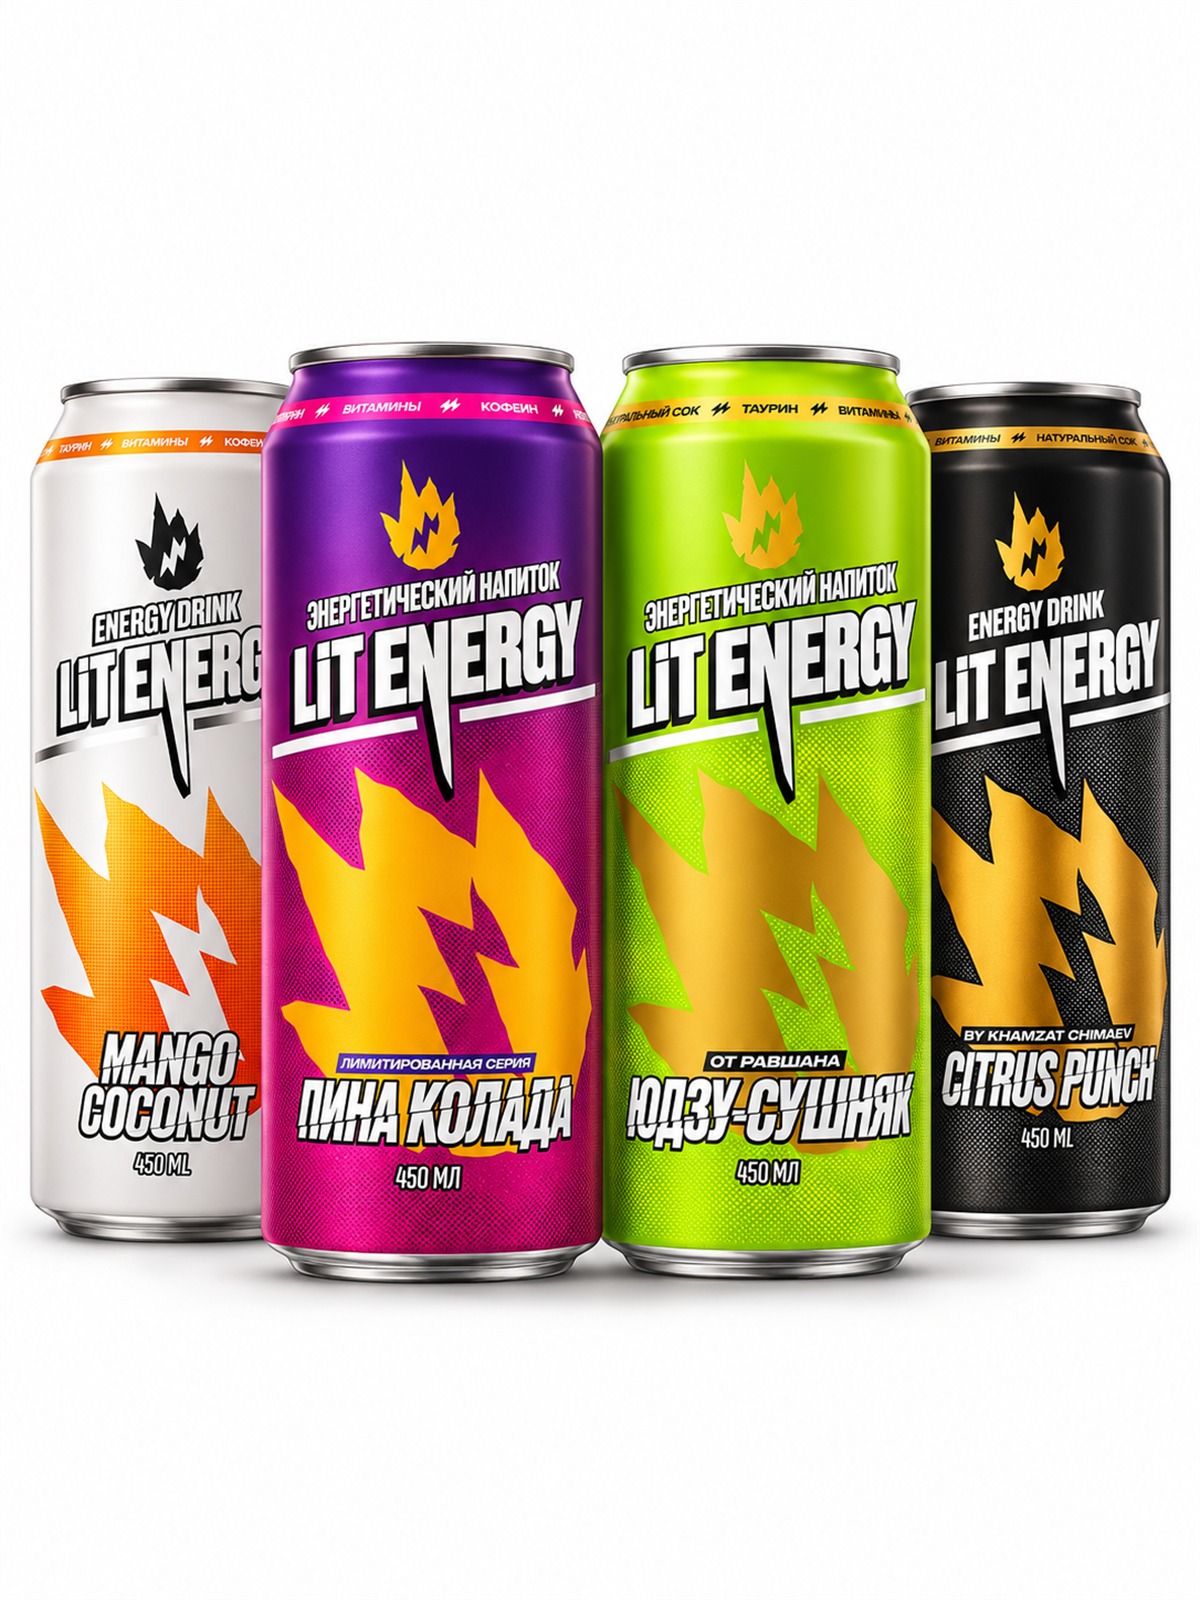 ТАУРИН ВИТАМИНЫ
ENERGY DRINK
LiT ENERG
MANGO
COCONUT
450 ML
ВИТАМИНЫ КОФЕИН
ЭНЕРГЕТИЧЕСКИЙ НАПИТОК
LiT ENERGY
ЛИМИТИРОВАННАЯ СЕРИЯ
ПИНА КОЛАДА
450 МЛ
СОК ТАУРИН ВИТАМИНЫ
ЭНЕРГЕТИЧЕСКИЙ НАПИТОК
LiT ENERGY
ОТ РАВШАНА
ЮДЗУ-СУШНЯК
450 МЛ
ВИТАМИНЫ НАТУРАЛЬНЫЙ СОК
ENERGY DRINK
LiT ENERGY
BY KHAMZAT CHIMAEV
CITRUS PUNCH
450 ML